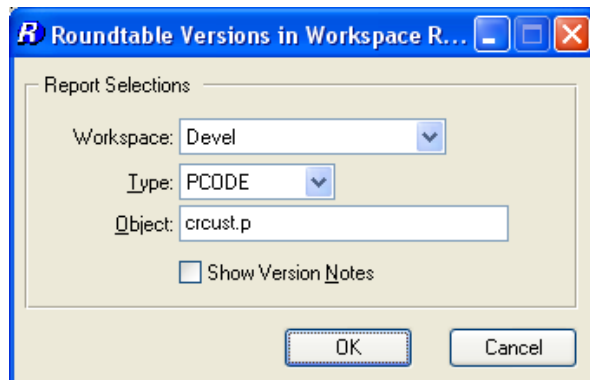 R Roundtable Versions in Workspace R...
Report Selections
Workspace: Devel
Type: PCODE
Object: crcust.p
Show Version Notes
OK Cancel